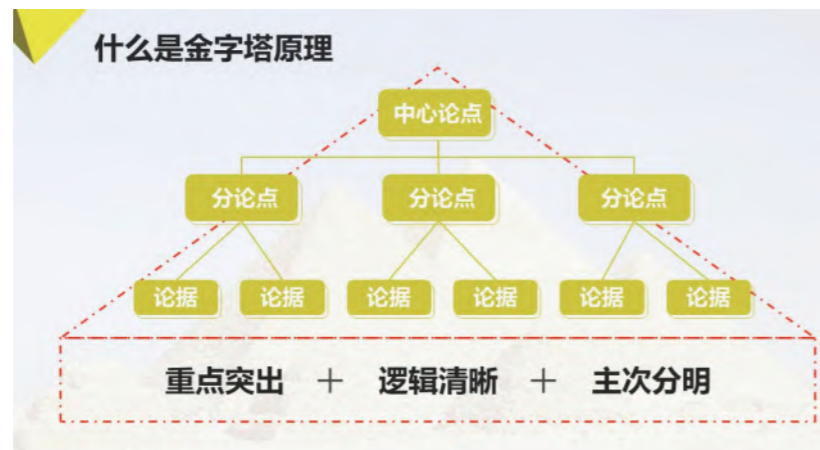 什么是金字塔原理
中心论点
分论点 分论点 分论点
论据 论据 论据 论据 论据 论据
重点突出 + 逻辑清晰 + 主次分明